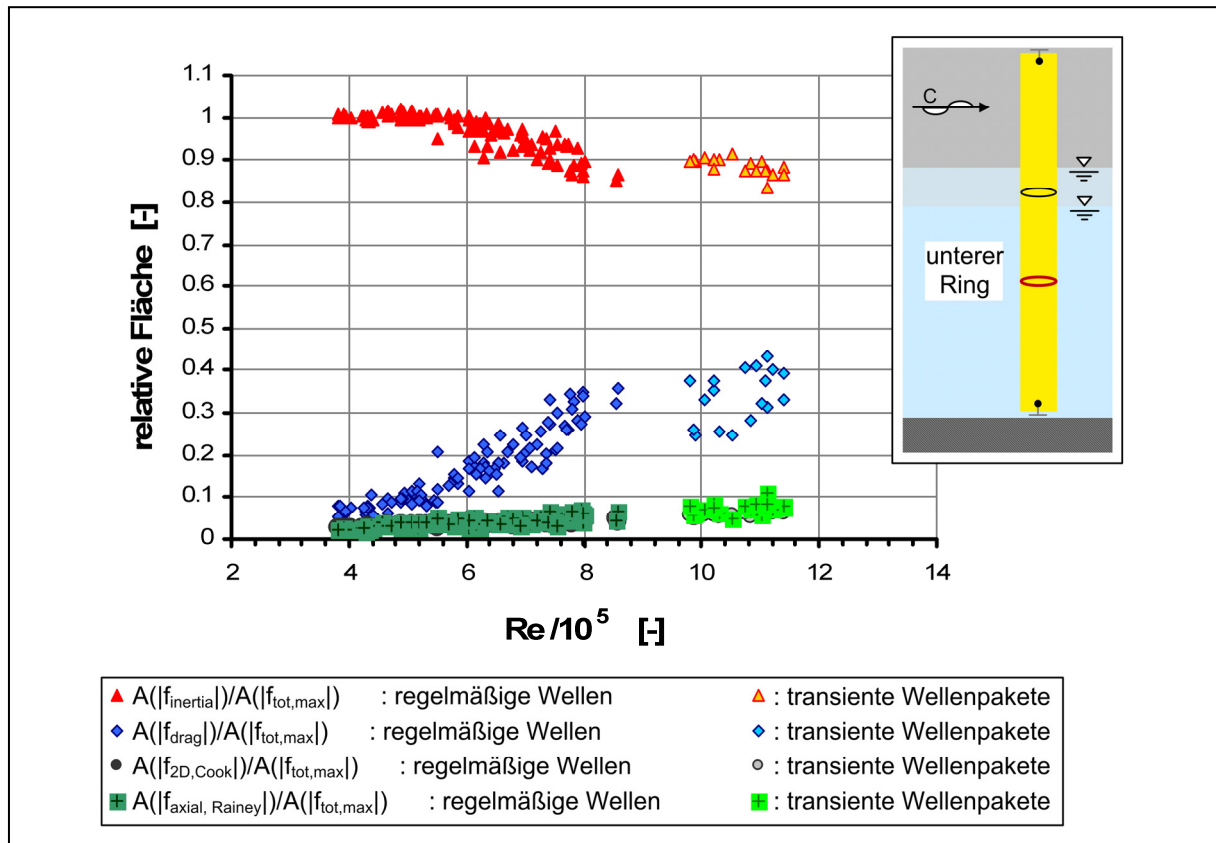 1.1
1
0.9
0.8
0.7
0.6
0.5
0.4
0.3
0.2
0.1
0
relative Fläche [-]
2 4 6 8 10 12 14
Re/10^5 [-]
C
unterer
Ring
A(|f_inertia|)/A(|f_tot,max|) : regelmäßige Wellen : transiente Wellenpakete
A(|f_drag|)/A(|f_tot,max|) : regelmäßige Wellen : transiente Wellenpakete
A(|f_2D,Cook|)/A(|f_tot,max|) : regelmäßige Wellen : transiente Wellenpakete
A(|f_axial, Rainey|)/A(|f_tot,max|) : regelmäßige Wellen : transiente Wellenpakete